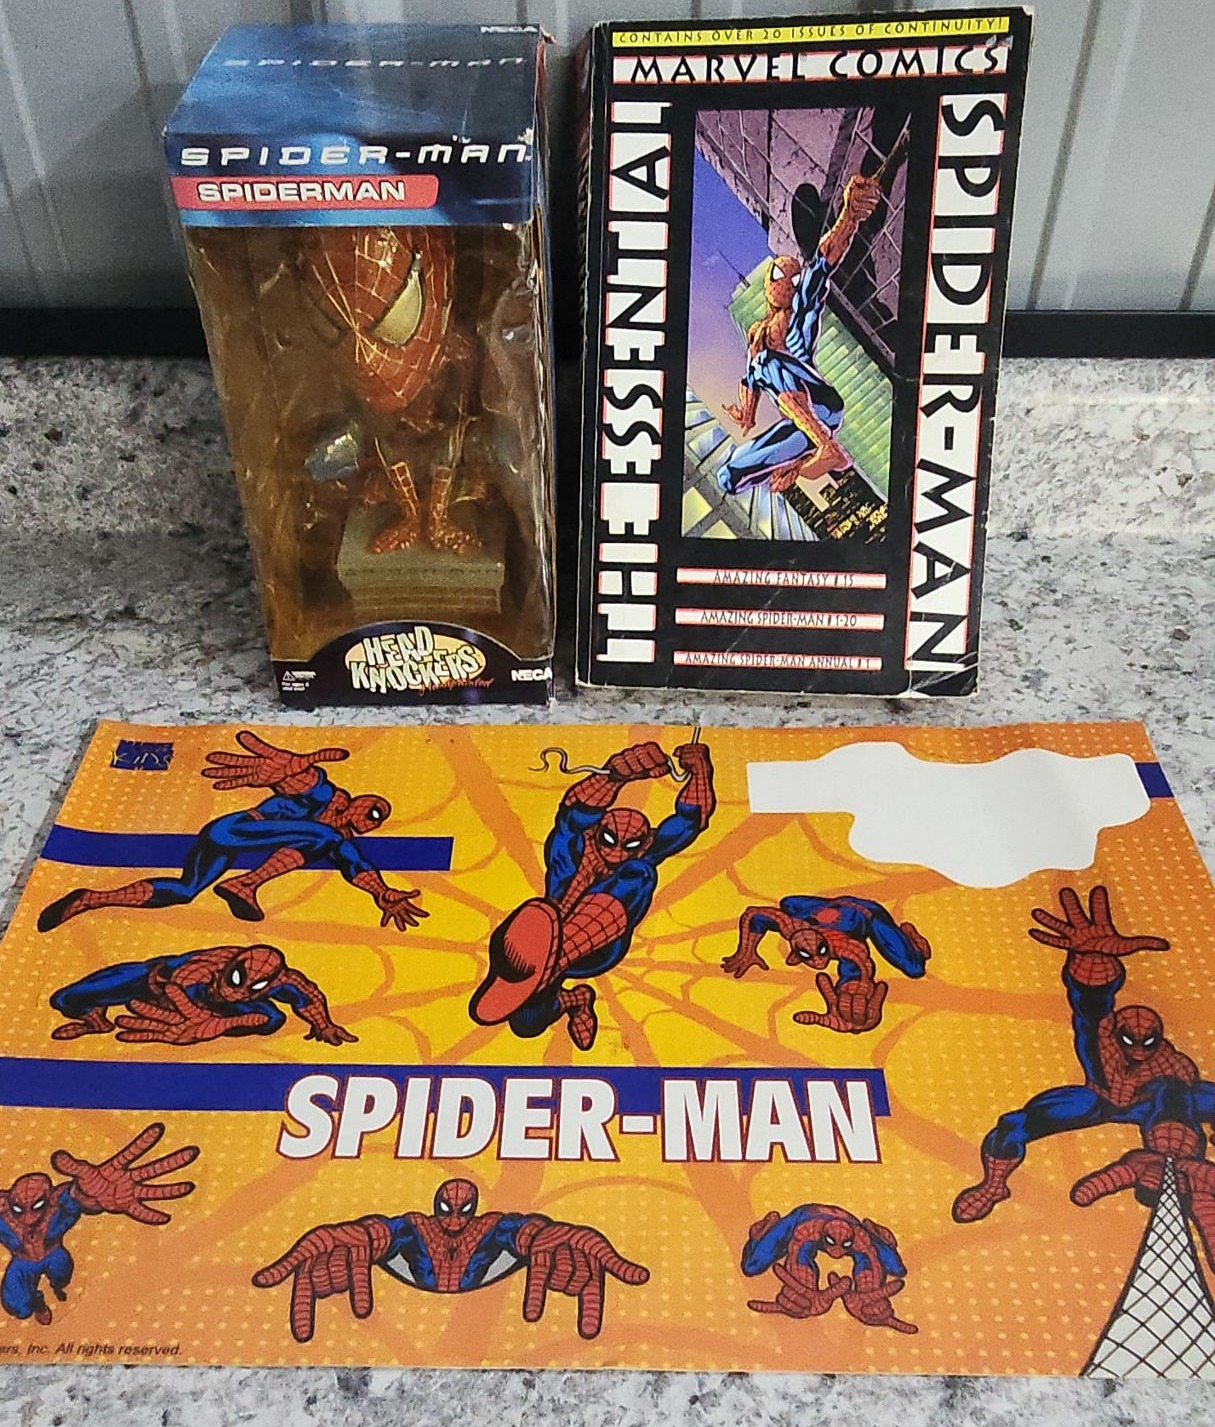 NECA
SPIDER-MAN
SPIDER-MAN
SPIDERMAN
HEAD
KNOCKERS
NECA
CONTAINS OVER 20 ISSUES OF CONTINUITY!
MARVEL COMICS
THE ESSENTIAL
SPIDER-MAN
AMAZING FANTASY #15
AMAZING SPIDER-MAN #1-20
AMAZING SPIDER-MAN ANNUAL #1
KIDS
SPIDER-MAN
Inc. All rights reserved.